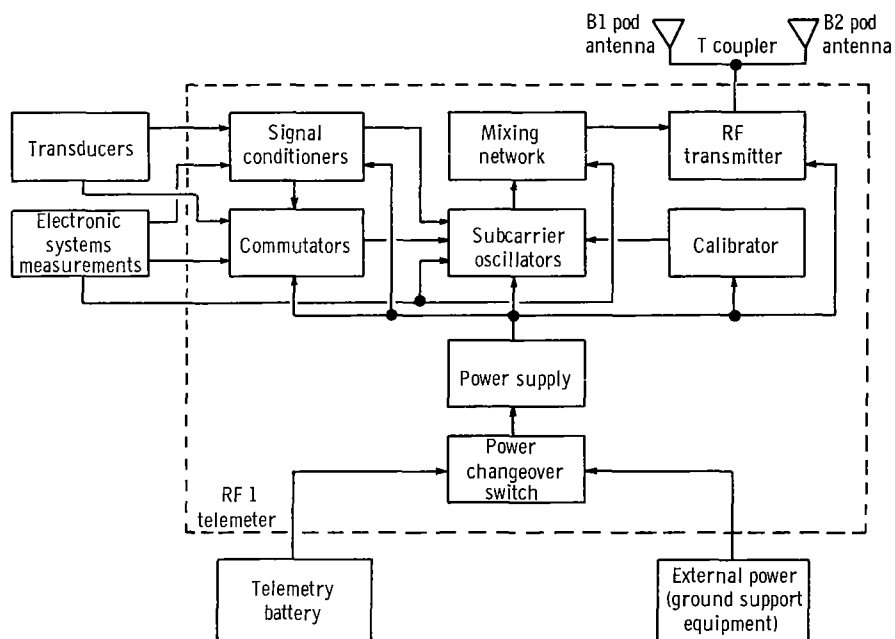 B1 pod
antenna
T coupler
B2 pod
antenna
Transducers
Signal
conditioners
Mixing
network
RF
transmitter
Electronic
systems
measurements
Commutators
Subcarrier
oscillators
Calibrator
Power supply
Power
changeover
switch
RF 1
telemeter
Telemetry
battery
External power
(ground support
equipment)